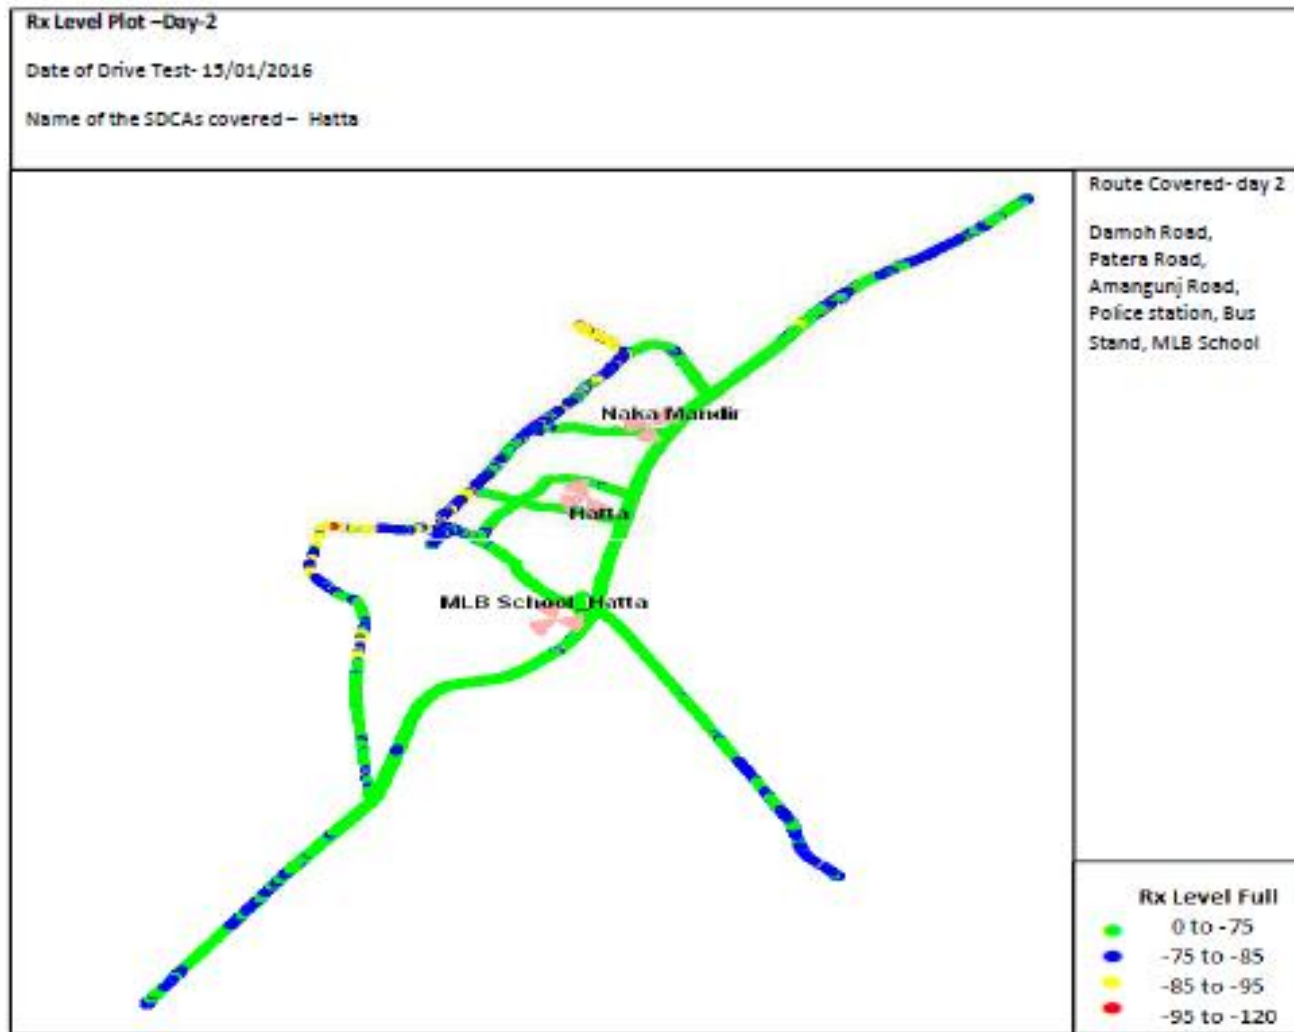 Rx Level Plot –Day-2
Date of Drive Test- 15/01/2016
Name of the SDCAs covered – Hatta
Route Covered- day 2
Damoh Road,
Patera Road,
Amangunj Road,
Police station, Bus
Stand, MLB School
Naka Mandir
Hatta
MLB School_Hatta
Rx Level Full
0 to -75
-75 to -85
-85 to -95
-95 to -120